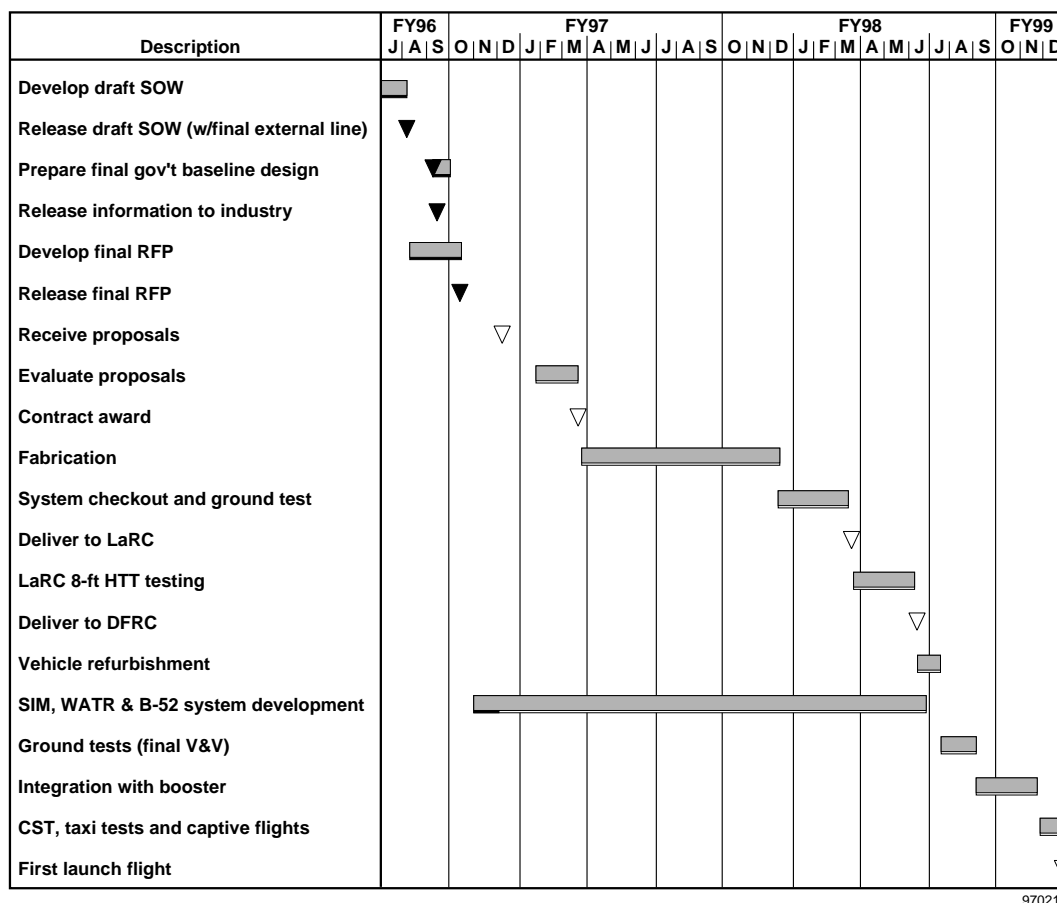 FY96 FY97 FY98 FY99
Description J A S O N D J F M A M J J A S O N D J F M A M J J A S O N D
Develop draft SOW
Release draft SOW (w/final external line)
Prepare final gov't baseline design
Release information to industry
Develop final RFP
Release final RFP
Receive proposals
Evaluate proposals
Contract award
Fabrication
System checkout and ground test
Deliver to LaRC
LaRC 8-ft HTT testing
Deliver to DFRC
Vehicle refurbishment
SIM, WATR & B-52 system development
Ground tests (final V&V)
Integration with booster
CST, taxi tests and captive flights
First launch flight
97021